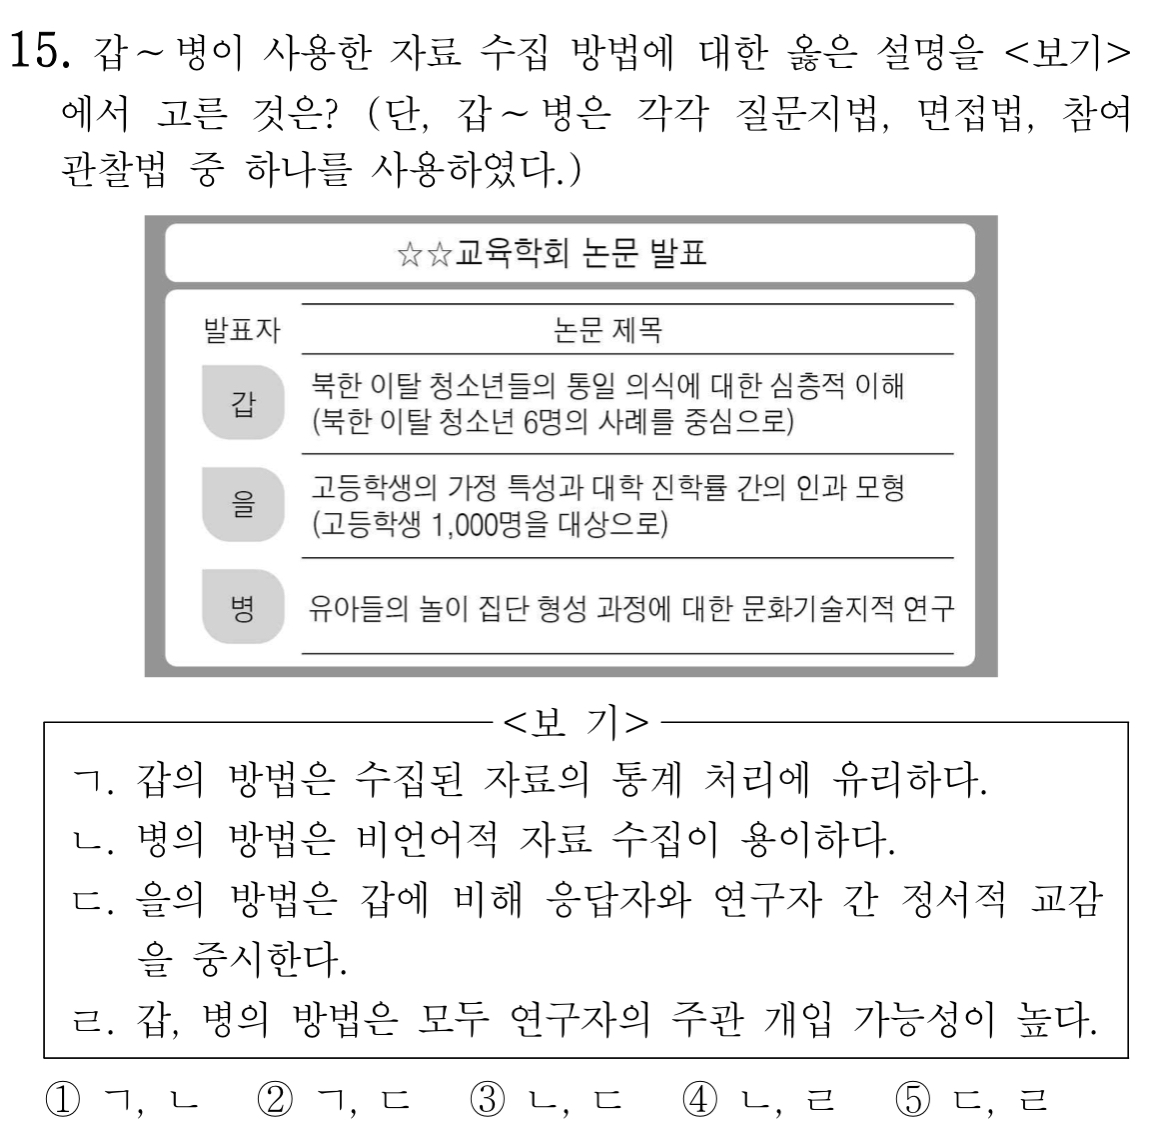 15. 갑 ~ 병이 사용한 자료 수집 방법에 대한 옳은 설명을 <보기>
에서 고른 것은? (단, 갑 ~ 병은 각각 질문지법, 면접법, 참여
관찰법 중 하나를 사용하였다.)
☆☆교육학회 논문 발표
발표자 논문 제목
갑 북한 이탈 청소년들의 통일 의식에 대한 심층적 이해
(북한 이탈 청소년 6명의 사례를 중심으로)
을 고등학생의 가정 특성과 대학 진학률 간의 인과 모형
(고등학생 1,000명을 대상으로)
병 유아들의 놀이 집단 형성 과정에 대한 문화기술지적 연구
<보 기>
ㄱ. 갑의 방법은 수집된 자료의 통계 처리에 유리하다.
ㄴ. 병의 방법은 비언어적 자료 수집이 용이하다.
ㄷ. 을의 방법은 갑에 비해 응답자와 연구자 간 정서적 교감
을 중시한다.
ㄹ. 갑, 병의 방법은 모두 연구자의 주관 개입 가능성이 높다.
① ㄱ, ㄴ ② ㄱ, ㄷ ③ ㄴ, ㄷ ④ ㄴ, ㄹ ⑤ ㄷ, ㄹ